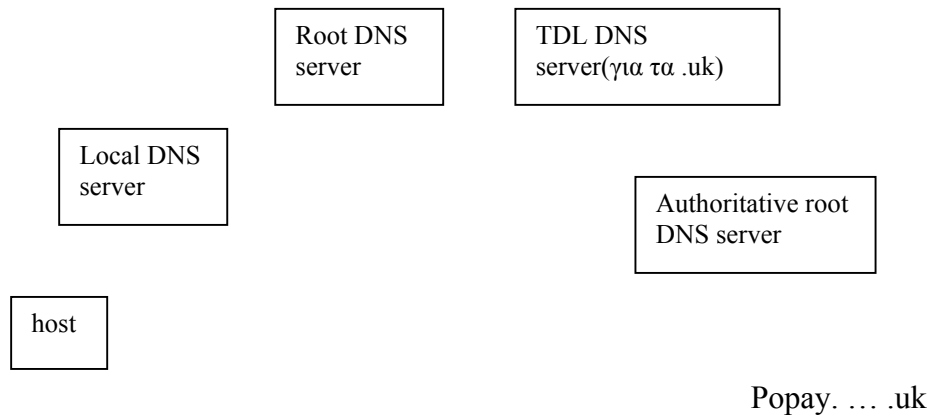 Root DNS
server
TDL DNS
server(για τα .uk)
Local DNS
server
Authoritative root
DNS server
host
Popay. … .uk